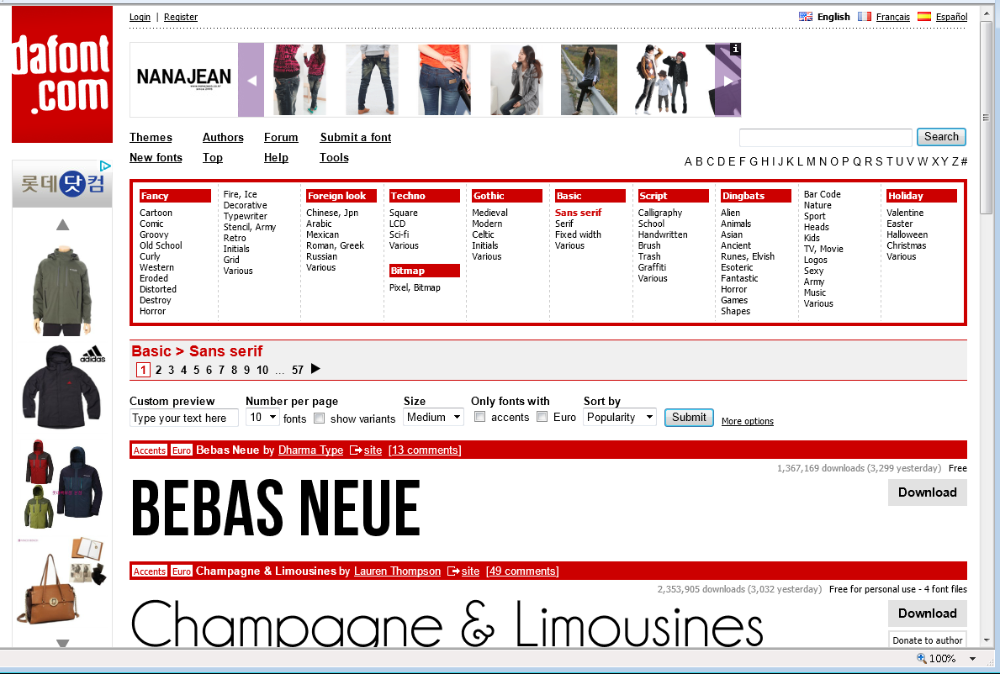 dafont
.com
Login | Register
English Français Español
NANAJEAN
www.nanajean.co.kr
since 2005
i
Themes Authors Forum Submit a font
Search
New fonts Top Help Tools
A B C D E F G H I J K L M N O P Q R S T U V W X Y Z #
롯데닷컴
Fancy
Cartoon
Comic
Groovy
Old School
Curly
Western
Eroded
Distorted
Destroy
Horror
Fire, Ice
Decorative
Typewriter
Stencil, Army
Retro
Initials
Grid
Various
Foreign look
Chinese, Jpn
Arabic
Mexican
Roman, Greek
Russian
Various
Techno
Square
LCD
Sci-fi
Various
Bitmap
Pixel, Bitmap
Gothic
Medieval
Modern
Celtic
Initials
Various
Basic
Sans serif
Serif
Fixed width
Various
Script
Calligraphy
School
Handwritten
Brush
Trash
Graffiti
Various
Dingbats
Alien
Animals
Asian
Ancient
Runes, Elvish
Esoteric
Fantastic
Horror
Games
Shapes
Bar Code
Nature
Sport
Heads
Kids
TV, Movie
Logos
Sexy
Army
Music
Various
Holiday
Valentine
Easter
Halloween
Christmas
Various
adidas
Basic > Sans serif
1 2 3 4 5 6 7 8 9 10 ... 57
Custom preview Number per page Size Only fonts with Sort by
Type your text here 10 fonts show variants Medium accents Euro Popularity Submit More options
Accents Euro Bebas Neue by Dharma Type site [13 comments]
1,367,169 downloads (3,299 yesterday) Free
BEBAS NEUE
Download
Accents Euro Champagne & Limousines by Lauren Thompson site [49 comments]
2,353,905 downloads (3,032 yesterday) Free for personal use - 4 font files
Champagne & Limousines
Download
Donate to author
100%